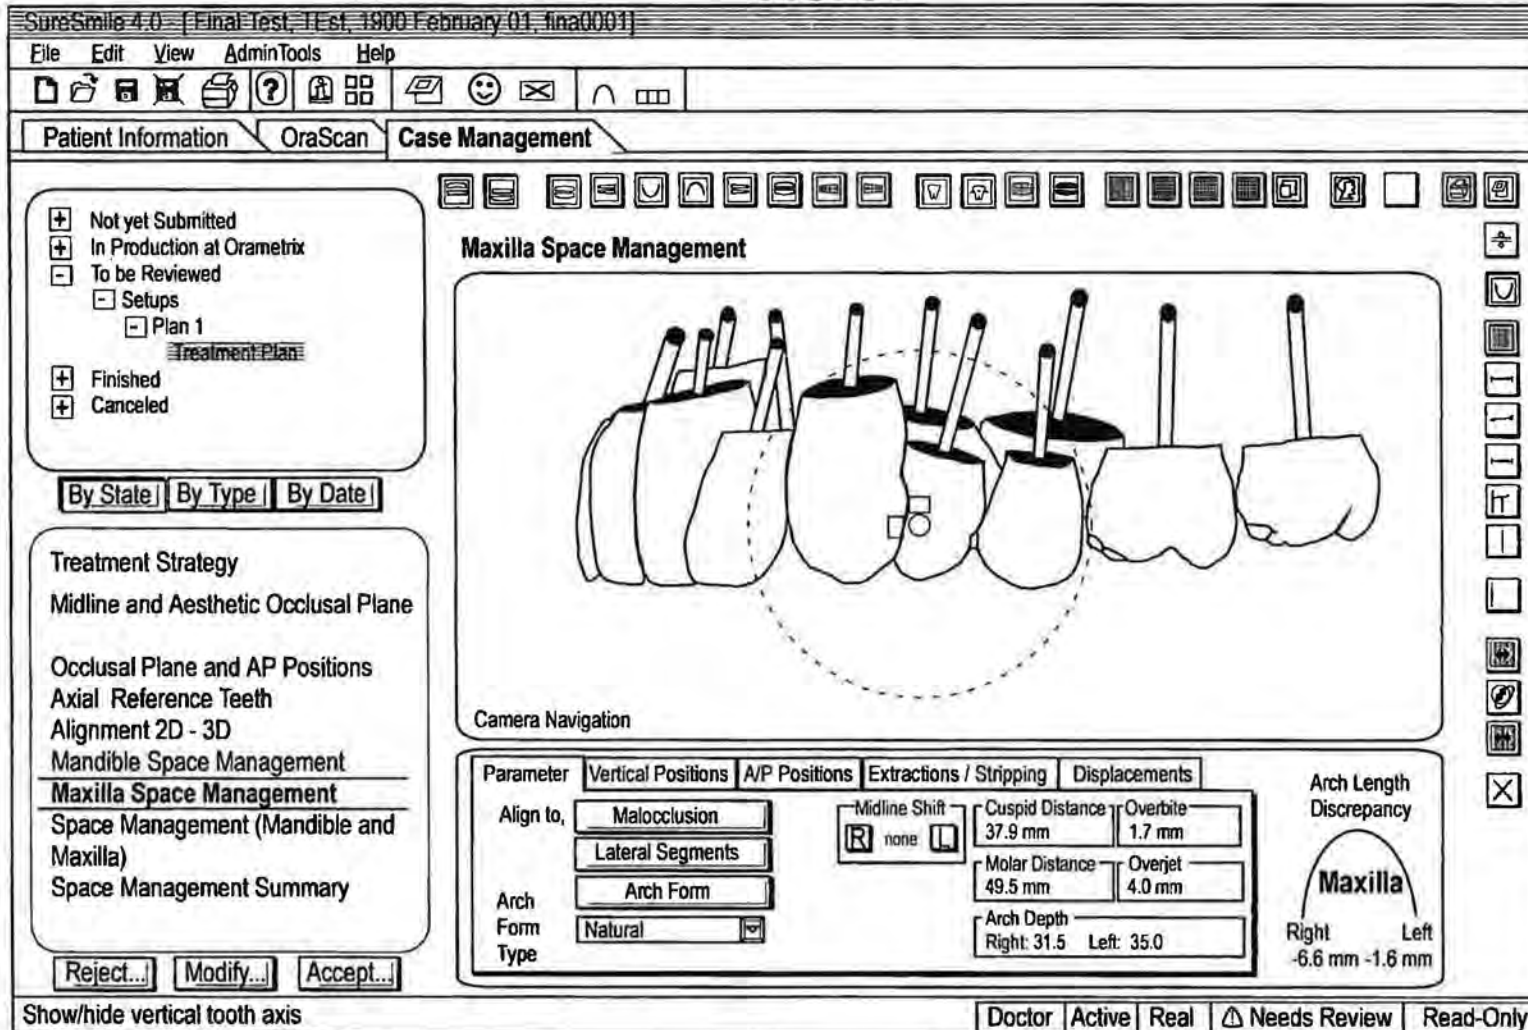 SureSmile 4.0 - [Final Test, TEst, 1900 February 01, fina0001]
File Edit View AdminTools Help
Patient Information OraScan Case Management
Not yet Submitted
In Production at Orametrix
To be Reviewed
Setups
Plan 1
Treatment Plan
Finished
Canceled
By State By Type By Date
Treatment Strategy
Midline and Aesthetic Occlusal Plane
Occlusal Plane and AP Positions
Axial Reference Teeth
Alignment 2D - 3D
Mandible Space Management
Maxilla Space Management
Space Management (Mandible and
Maxilla)
Space Management Summary
Reject... Modify... Accept...
Maxilla Space Management
Camera Navigation
Parameter Vertical Positions A/P Positions Extractions / Stripping Displacements
Align to, Malocclusion
Lateral Segments
Arch Form
Arch
Form
Type
Natural
Midline Shift
R none L
Cuspid Distance
37.9 mm
Overbite
1.7 mm
Molar Distance
49.5 mm
Overjet
4.0 mm
Arch Depth
Right: 31.5 Left: 35.0
Arch Length
Discrepancy
Maxilla
Right Left
-6.6 mm -1.6 mm
Show/hide vertical tooth axis
Doctor Active Real Needs Review Read-Only